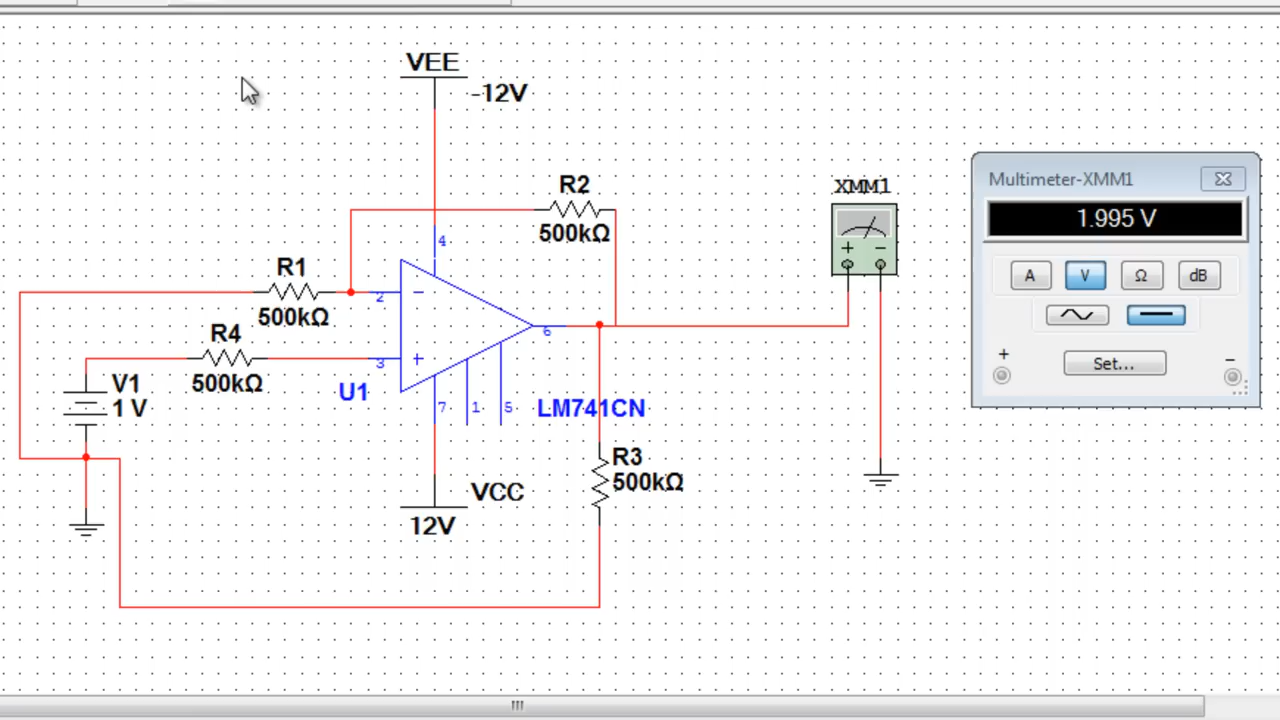 VEE
-12V
R2
500kΩ
XMM1
+ −
Multimeter-XMM1
1.995 V
A V Ω dB
Set...
+ −
4
R1
500kΩ
2
−
6
R4
500kΩ
3
+
V1
1 V
U1
7 1 5
LM741CN
R3
500kΩ
VCC
12V